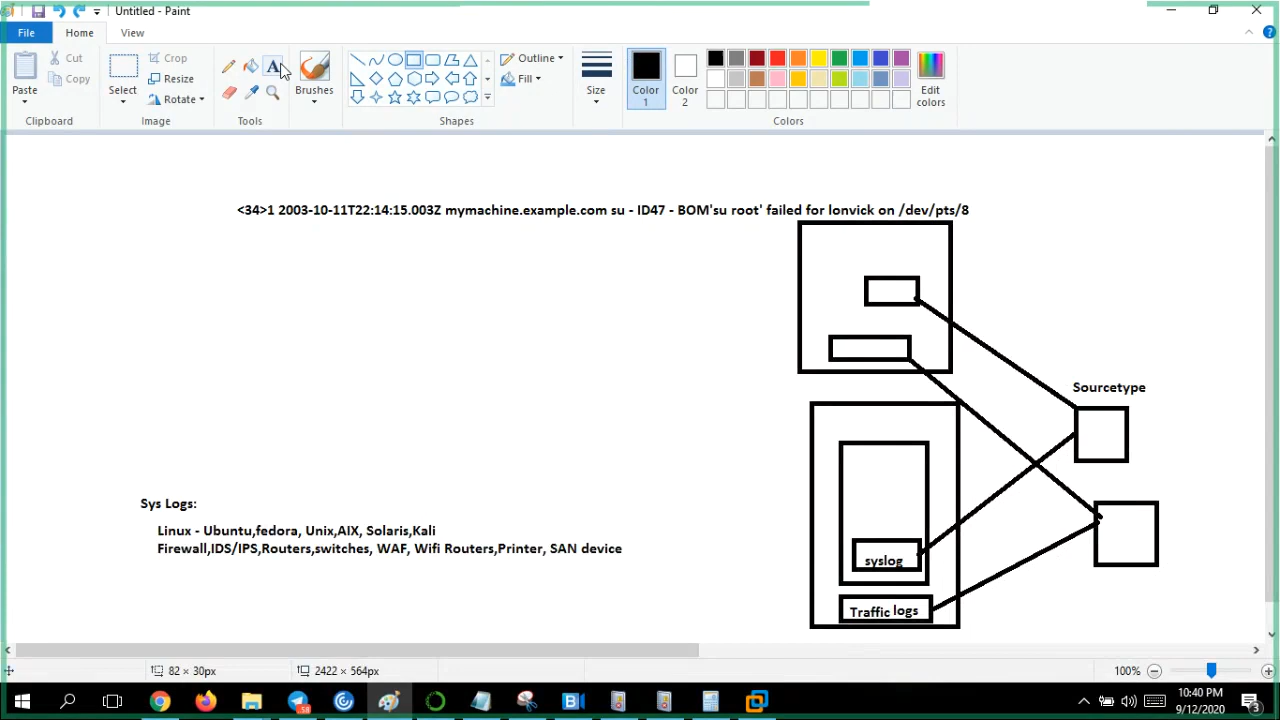 Untitled - Paint
File
Home
View
Paste
Cut
Copy
Clipboard
Select
Crop
Resize
Rotate
Image
A
Tools
Brushes
Outline
Fill
Shapes
Size
Color 1
Color 2
Edit colors
Colors
<34>1 2003-10-11T22:14:15.003Z mymachine.example.com su - ID47 - BOM'su root' failed for lonvick on /dev/pts/8
Sourcetype
Sys Logs:
Linux - Ubuntu,fedora, Unix,AIX, Solaris,Kali
Firewall,IDS/IPS,Routers,switches, WAF, Wifi Routers,Printer, SAN device
syslog
Traffic logs
82 × 30px
2422 × 564px
100%
58
10:40 PM
9/12/2020
3